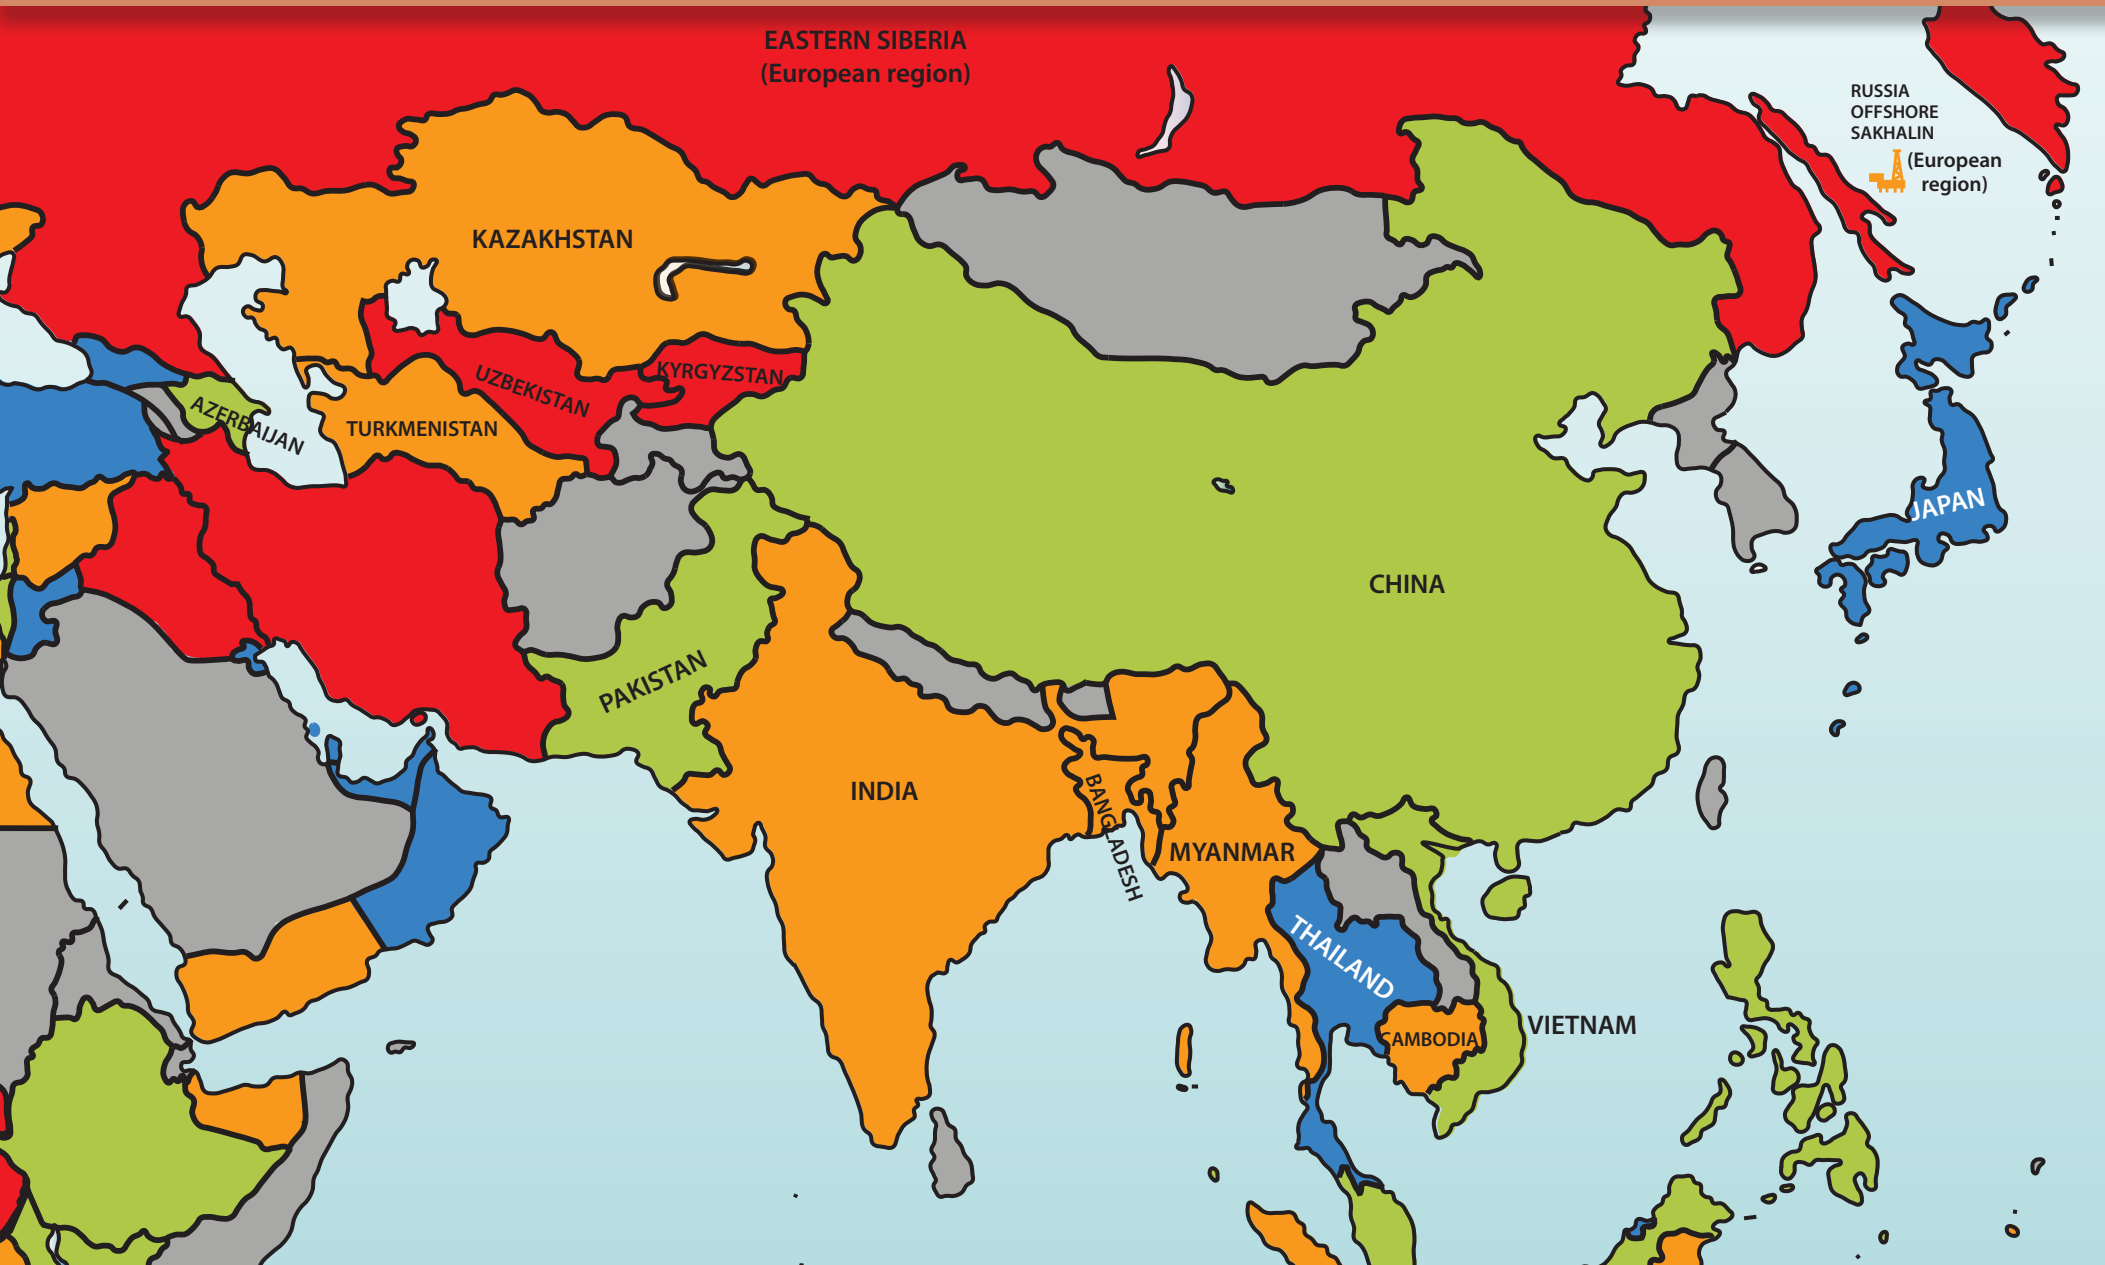 EASTERN SIBERIA
(European region)
RUSSIA
OFFSHORE
SAKHALIN
(European
region)
KAZAKHSTAN
KYRGYZSTAN
UZBEKISTAN
AZERBAIJAN
TURKMENISTAN
JAPAN
CHINA
PAKISTAN
INDIA
BANGLADESH
MYANMAR
THAILAND
VIETNAM
CAMBODIA